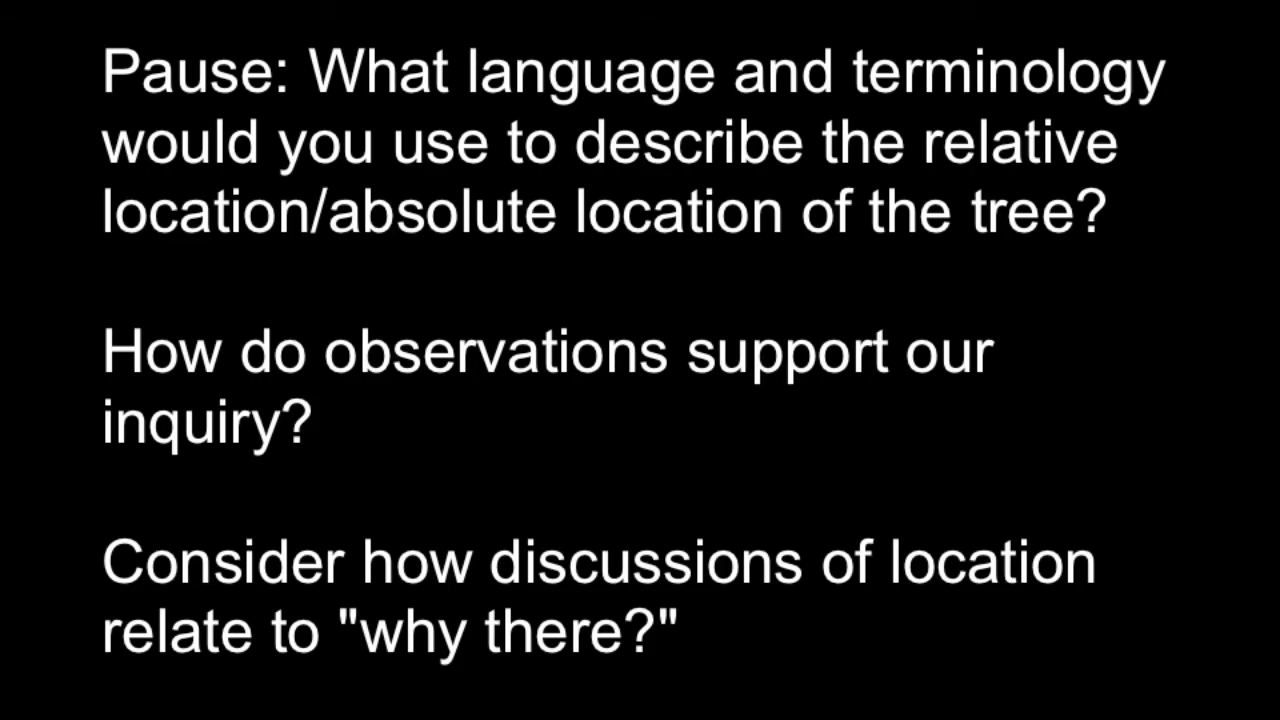 Pause: What language and terminology
would you use to describe the relative
location/absolute location of the tree?
How do observations support our
inquiry?
Consider how discussions of location
relate to "why there?"